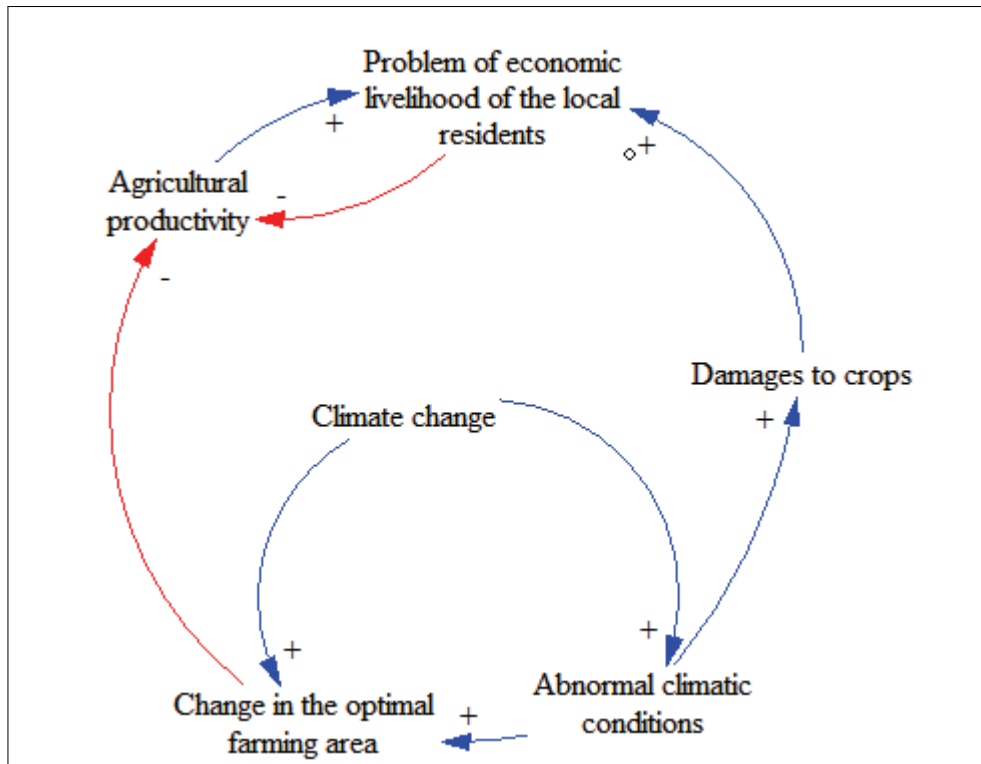 Problem of economic
livelihood of the local
residents
+
+
Agricultural
productivity
-
-
Damages to crops
+
Climate change
+
+
Abnormal climatic
conditions
Change in the optimal
farming area
+